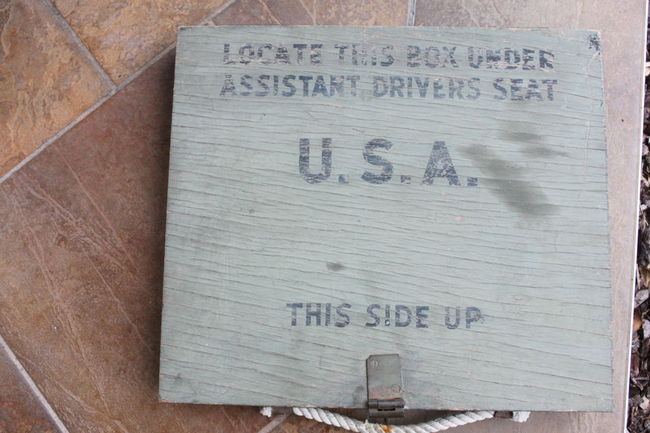 LOCATE THIS BOX UNDER
ASSISTANT DRIVERS SEAT
U.S.A.
THIS SIDE UP